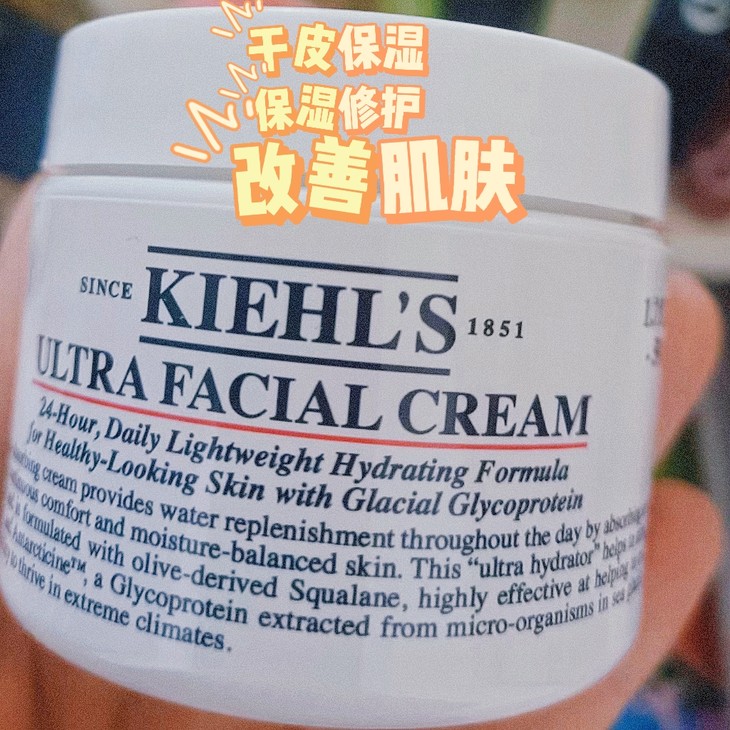 干皮保湿
保湿修护
改善肌肤
SINCE KIEHL'S 1851
ULTRA FACIAL CREAM
24-Hour, Daily Lightweight Hydrating Formula
for Healthy-Looking Skin with Glacial Glycoprotein
cream provides water replenishment throughout the day by
comfort and moisture-balanced skin. This “ultra hydrator” helps
formulated with olive-derived Squalane, highly effective at helping
Antarcticine™, a Glycoprotein extracted from micro-organisms in sea
to thrive in extreme climates.